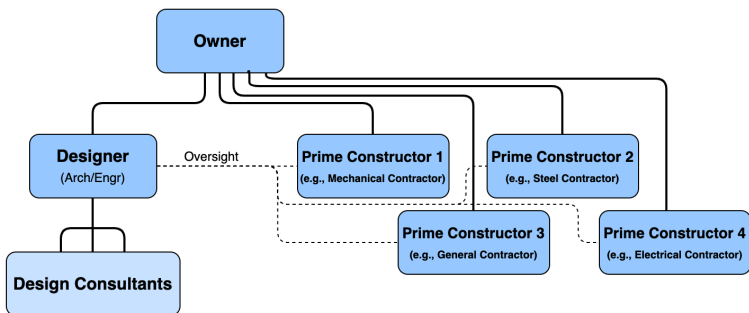 Owner
Designer
(Arch/Engr)
Oversight
Prime Constructor 1
(e.g., Mechanical Contractor)
Prime Constructor 2
(e.g., Steel Contractor)
Prime Constructor 3
(e.g., General Contractor)
Prime Constructor 4
(e.g., Electrical Contractor)
Design Consultants